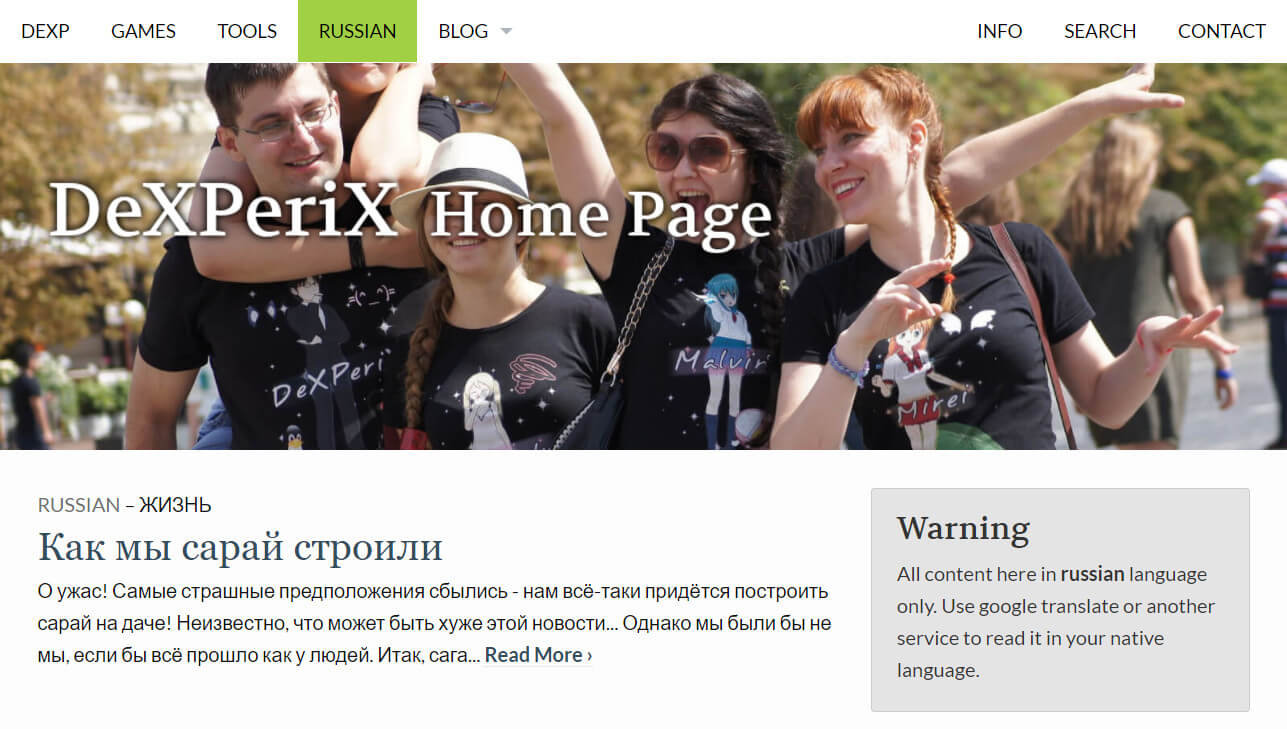 DEXP GAMES TOOLS RUSSIAN BLOG INFO SEARCH CONTACT
DeXPeriX Home Page
=(^_^)=
DeXPeri
Malvin
Mirei
RUSSIAN – ЖИЗНЬ
Как мы сарай строили
О ужас! Самые страшные предположения сбылись - нам всё-таки придётся построить
сарай на даче! Неизвестно, что может быть хуже этой новости... Однако мы были бы не
мы, если бы всё прошло как у людей. Итак, сага... Read More ›
Warning
All content here in russian language
only. Use google translate or another
service to read it in your native
language.